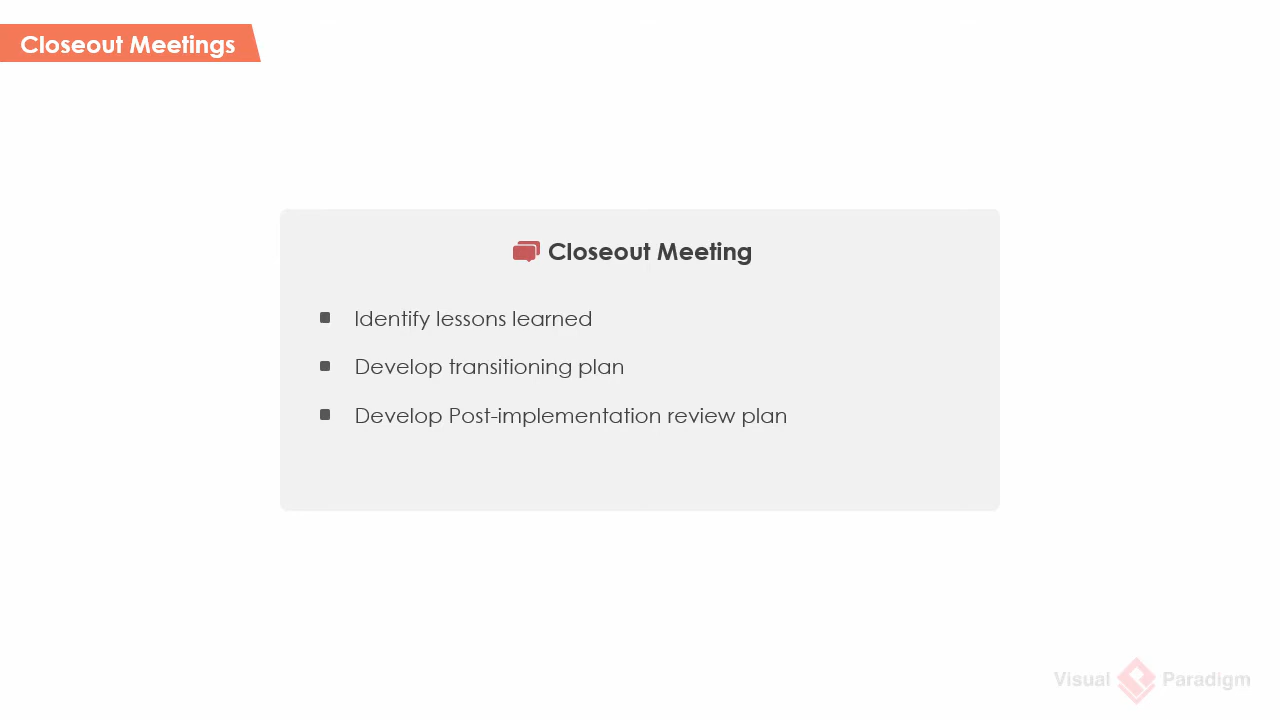 Closeout Meetings
Closeout Meeting
Identify lessons learned
Develop transitioning plan
Develop Post-implementation review plan
Visual Paradigm